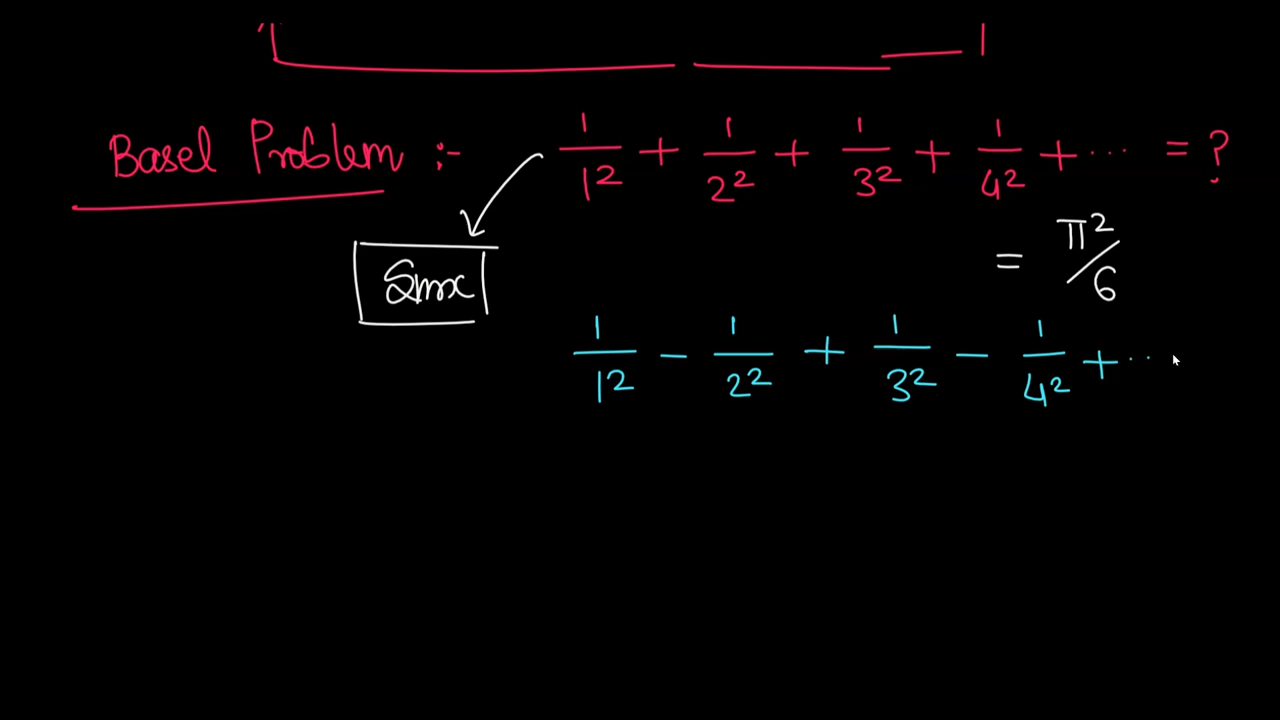 Basel Problem :- 1/1² + 1/2² + 1/3² + 1/4² + ··· = ?
= π²/6
Sinx
1/1² - 1/2² + 1/3² - 1/4² + ···